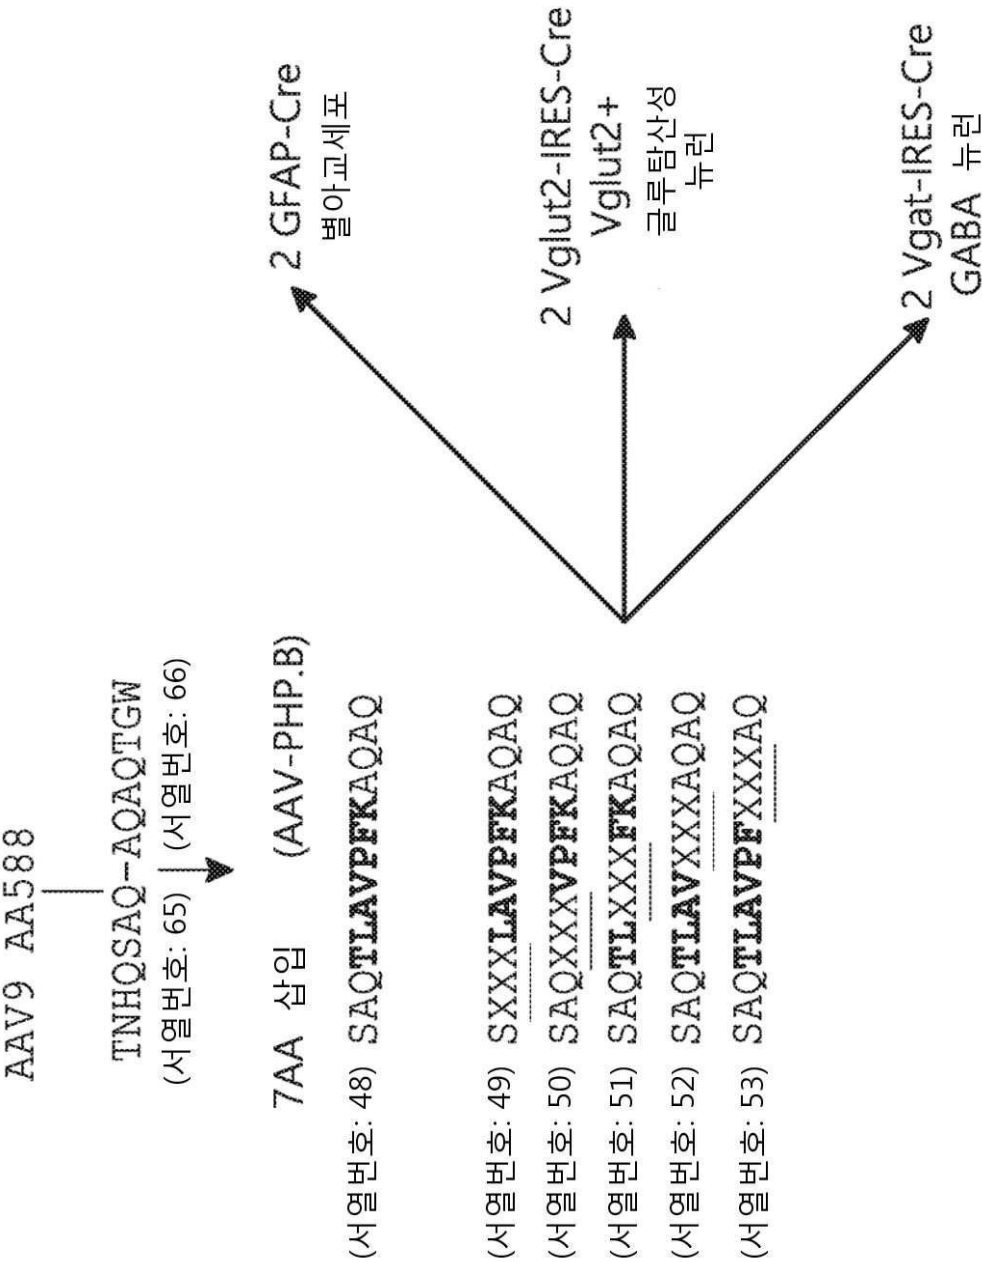 AAV9 AA588
TNHQSAQ-AQAQTGW
(서열번호: 65) (서열번호: 66)
7AA 삽입 (AAV-PHP.B)
(서열번호: 48) SAQTLAVPFKAQAQ
(서열번호: 49) SXXXLAVPFKAQAQ
(서열번호: 50) SAQXXXVPFKAQAQ
(서열번호: 51) SAQTLXXXFKAQAQ
(서열번호: 52) SAQTLAVXXXAQAQ
(서열번호: 53) SAQTLAVPFXXXAQ
2 GFAP-Cre
별아교세포
2 Vglut2-IRES-Cre
Vglut2+
글루탐산성
뉴런
2 Vgat-IRES-Cre
GABA 뉴런